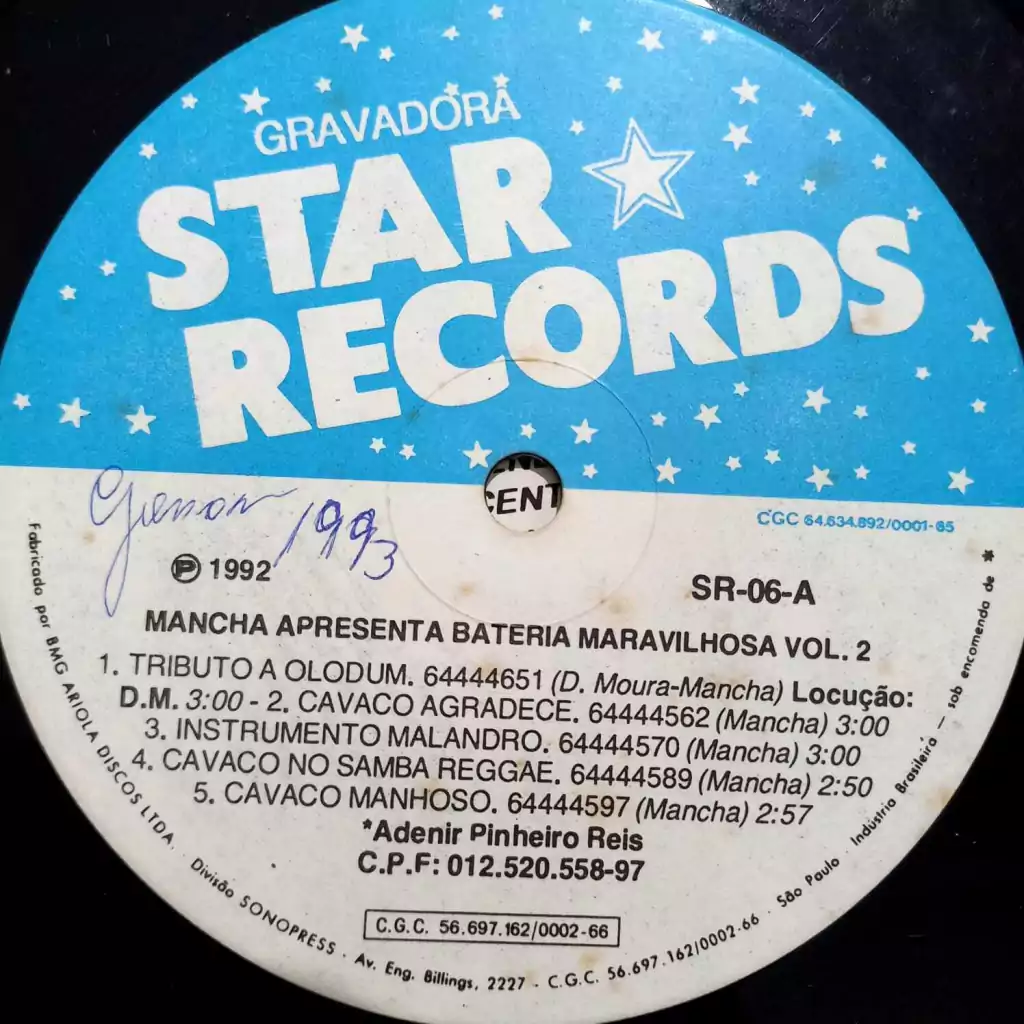 GRAVADORA
STAR
RECORDS
CENT
CGC 64.634.892/0001-65
1993
Ⓟ 1992
SR-06-A
MANCHA APRESENTA BATERIA MARAVILHOSA VOL. 2
1. TRIBUTO A OLODUM. 64444651 (D. Moura-Mancha) Locução:
D.M. 3:00 - 2. CAVACO AGRADECE. 64444562 (Mancha) 3:00
3. INSTRUMENTO MALANDRO. 64444570 (Mancha) 3:00
4. CAVACO NO SAMBA REGGAE. 64444589 (Mancha) 2:50
5. CAVACO MANHOSO. 64444597 (Mancha) 2:57
*Adenir Pinheiro Reis
C.P.F: 012.520.558-97
C.G.C. 56.697.162/0002-66
Fabricado por BMG ARIOLA DISCOS LTDA. Divisão SONOPRESS. Av. Eng. Billings, 2227 - C.G.C. 56.697.162/0002-66 · São Paulo Indústria Brasileira - sob encomenda de *